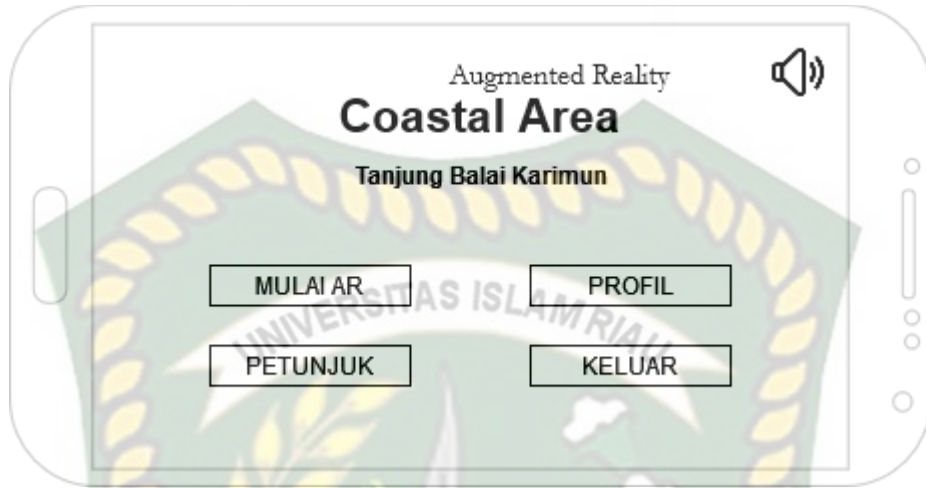 Augmented Reality
Coastal Area
Tanjung Balai Karimun
MULAI AR
PROFIL
UNIVERSITAS ISLAM RIAU
PETUNJUK
KELUAR